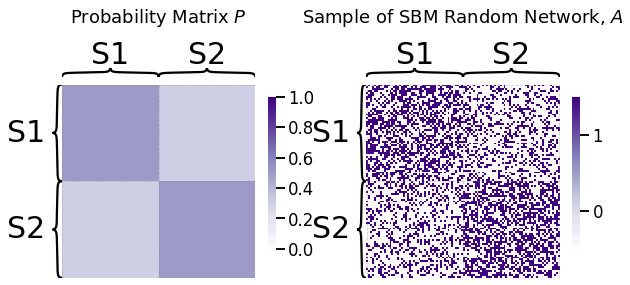 Probability Matrix P
S1 S2
S1
S2
1.0
0.8
0.6
0.4
0.2
0.0
Sample of SBM Random Network, A
S1 S2
S1
S2
1
0